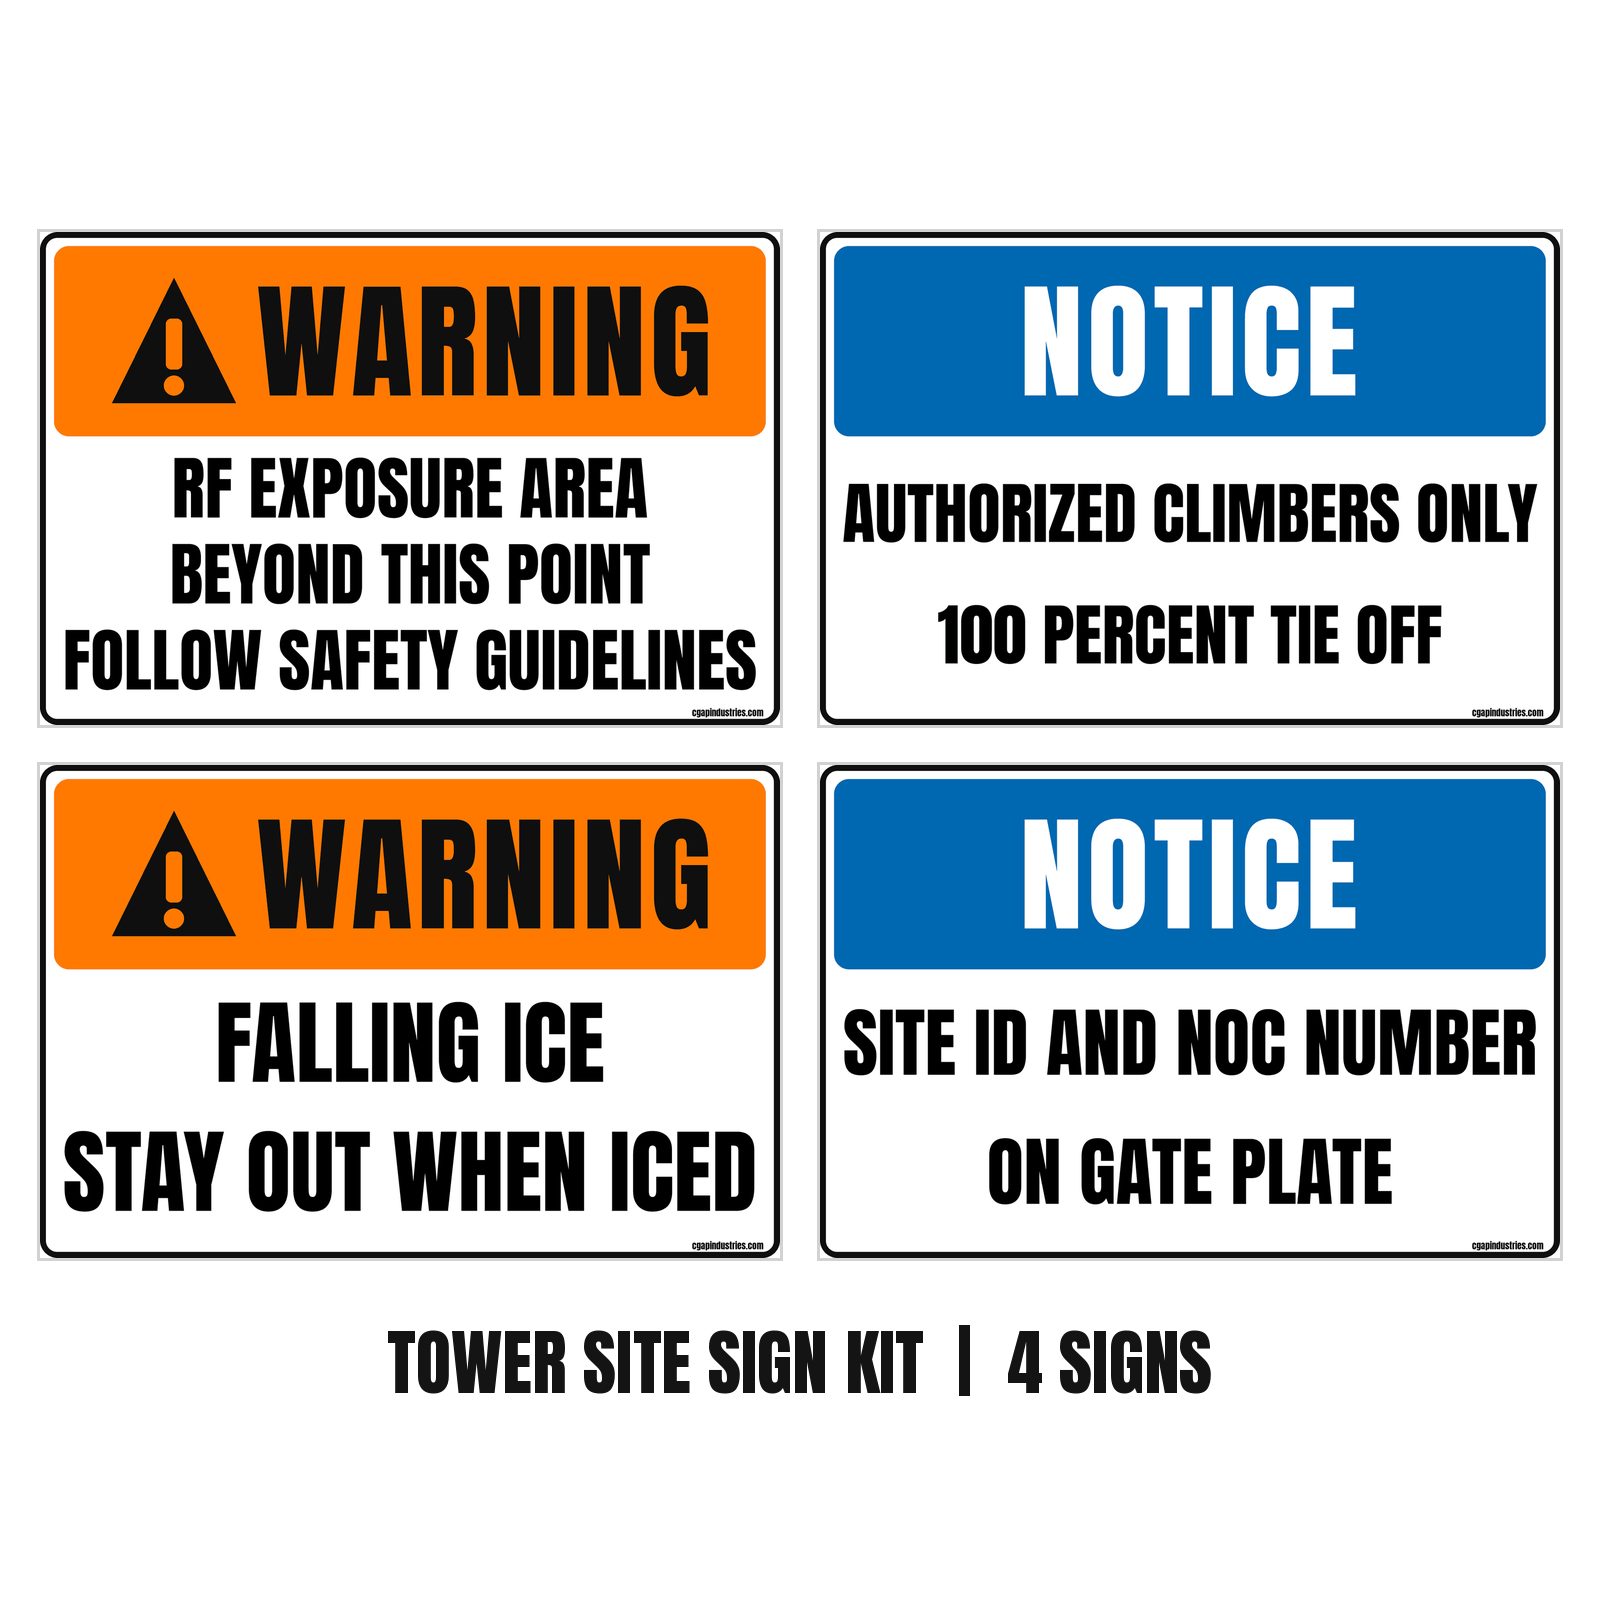 WARNING
RF EXPOSURE AREA
BEYOND THIS POINT
FOLLOW SAFETY GUIDELINES
cgapindustries.com
NOTICE
AUTHORIZED CLIMBERS ONLY
100 PERCENT TIE OFF
cgapindustries.com
WARNING
FALLING ICE
STAY OUT WHEN ICED
cgapindustries.com
NOTICE
SITE ID AND NOC NUMBER
ON GATE PLATE
cgapindustries.com
TOWER SITE SIGN KIT | 4 SIGNS